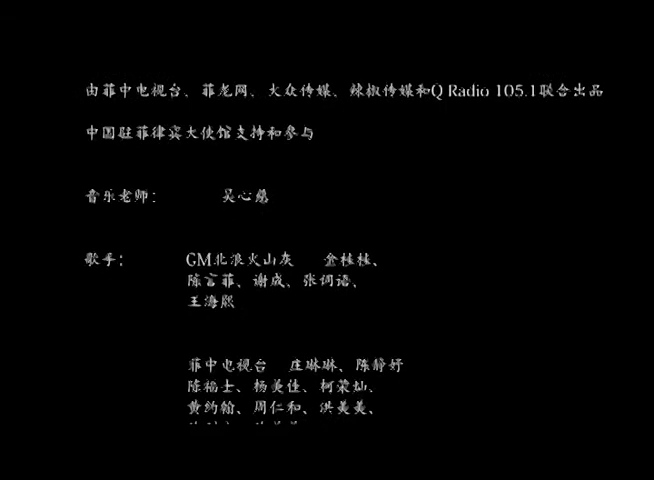 由菲中电视台、菲龙网、大众传媒、辣椒传媒和Q Radio 105.1联合出品
中国驻菲律宾大使馆支持和参与
音乐老师: 吴心慈
歌手: GM北浪火山灰 金桂桂、
陈言菲、谢成、张词语、
王海熙
菲中电视台 庄琳琳、陈静妤
陈福士、杨美佳、柯荣灿、
黄约翰、周仁和、洪美美、